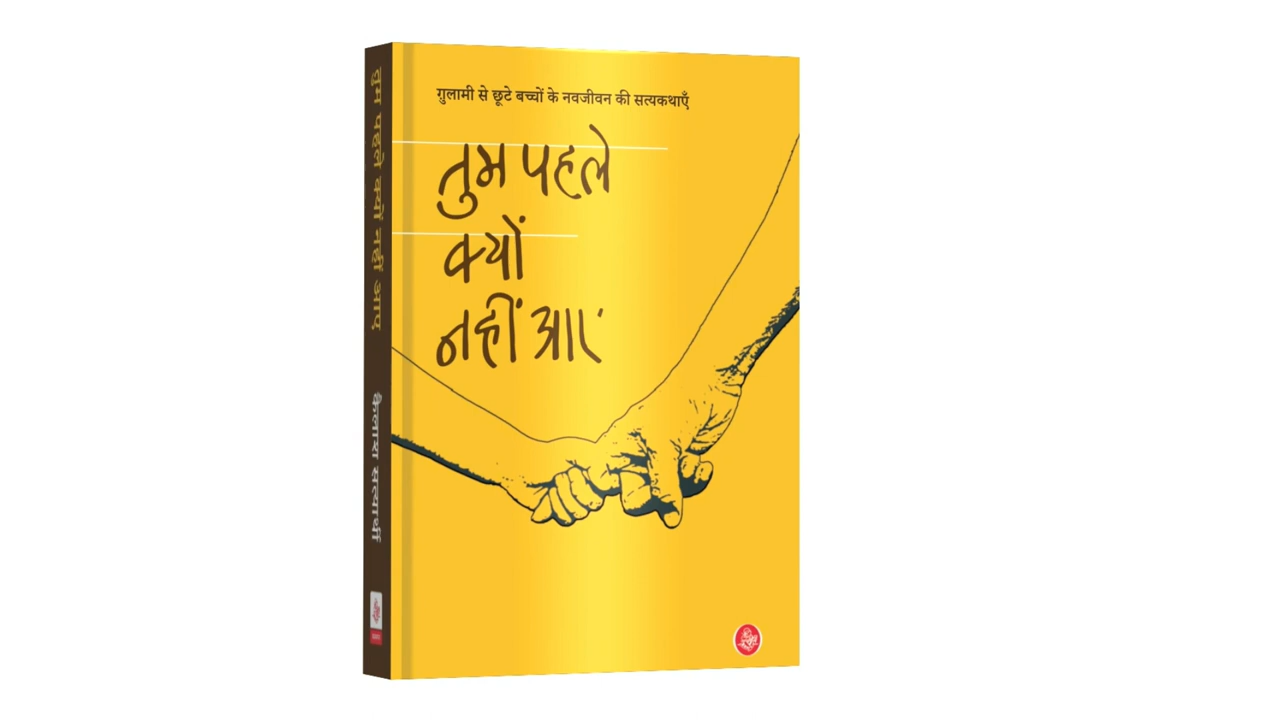 ग़ुलामी से छूटे बच्चों के नवजीवन की सत्यकथाएँ
तुम पहले
क्यों
नहीं आए
तुम पहले क्यों नहीं आए
कैलाश सत्यार्थी